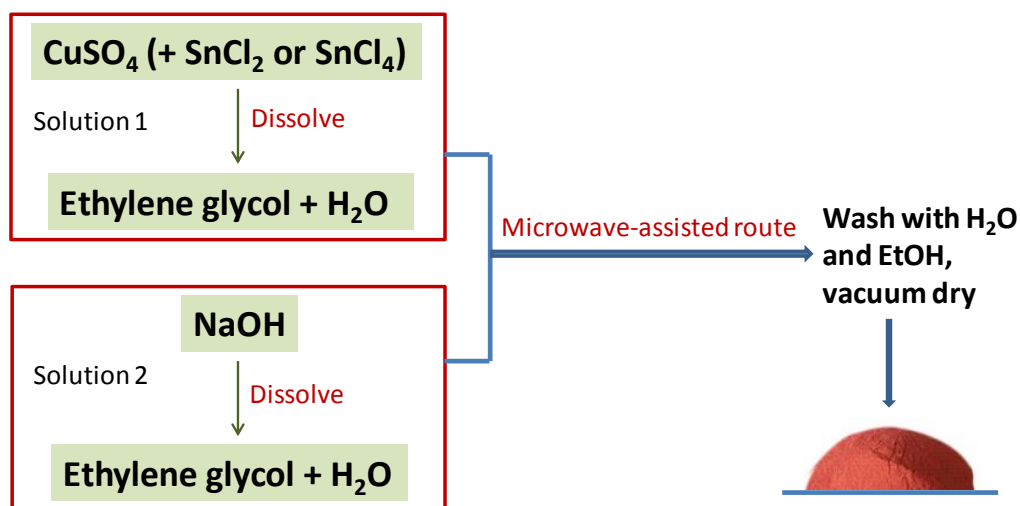 CuSO₄ (+ SnCl₂ or SnCl₄)
Solution 1
Dissolve
Ethylene glycol + H₂O
NaOH
Solution 2
Dissolve
Ethylene glycol + H₂O
Microwave-assisted route
Wash with H₂O
and EtOH,
vacuum dry